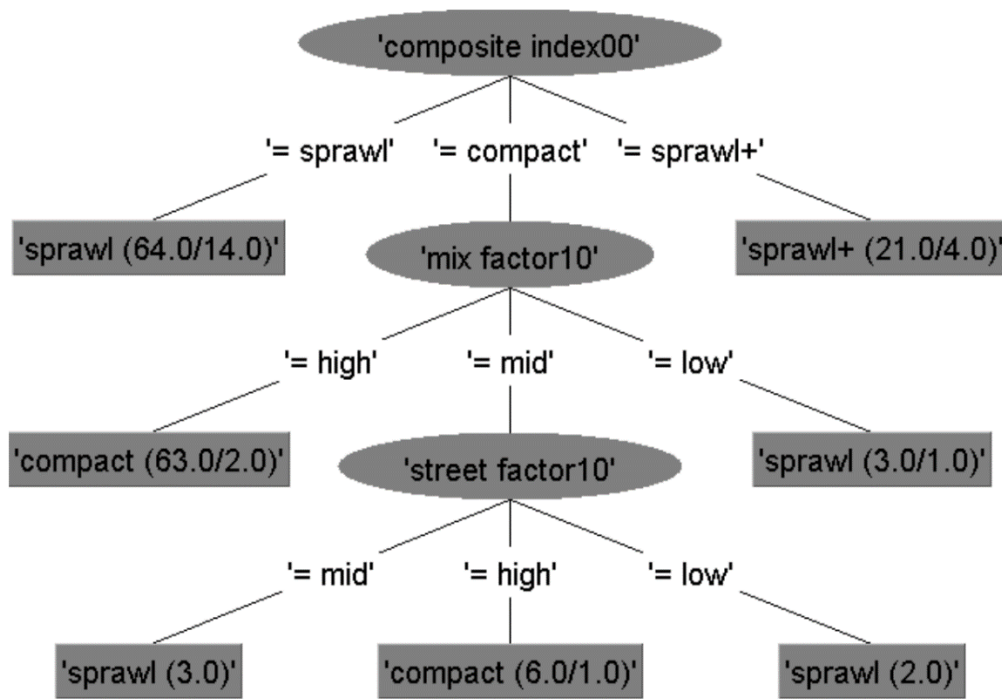 'composite index00'
'= sprawl' '= compact' '= sprawl+'
'sprawl (64.0/14.0)' 'mix factor10' 'sprawl+ (21.0/4.0)'
'= high' '= mid' '= low'
'compact (63.0/2.0)' 'street factor10' 'sprawl (3.0/1.0)'
'= mid' '= high' '= low'
'sprawl (3.0)' 'compact (6.0/1.0)' 'sprawl (2.0)'